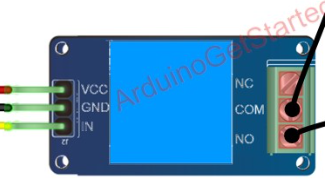 ArduinoGetStarted
VCC
GND
IN
NC
COM
NO